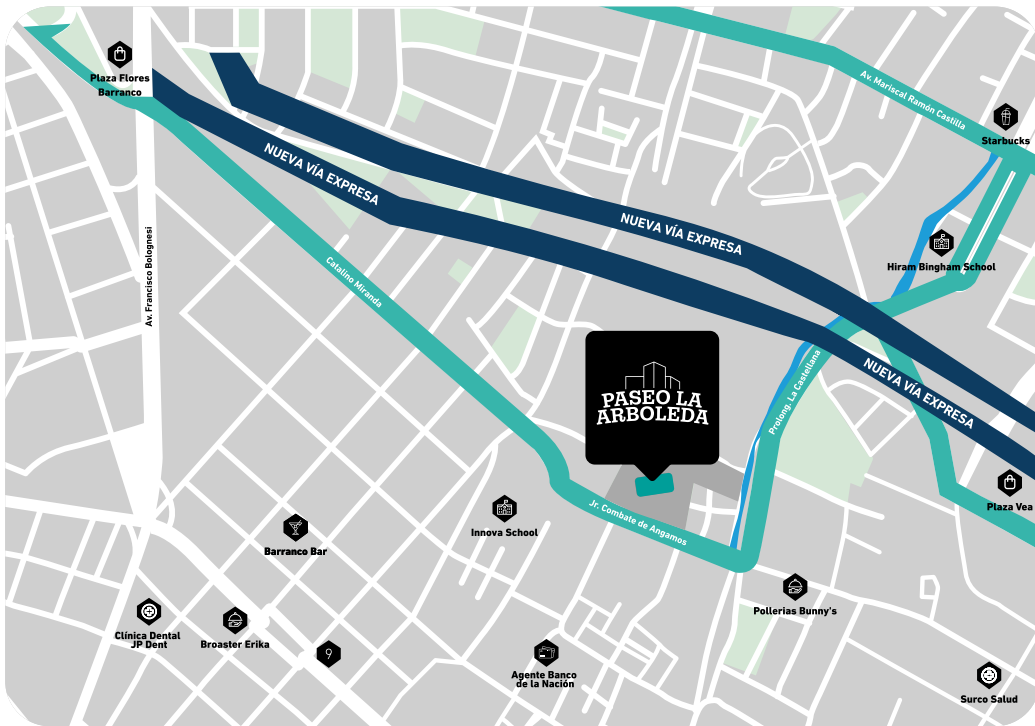 Plaza Flores
Barranco
Av. Mariscal Ramón Castilla
Starbucks
NUEVA VÍA EXPRESA
NUEVA VÍA EXPRESA
Av. Francisco Bolognesi
Catalino Miranda
Hiram Bingham School
PASEO LA
ARBOLEDA
Prolong. La Castellana
NUEVA VÍA EXPRESA
Plaza Vea
Innova School
Jr. Combate de Angamos
Barranco Bar
Pollerias Bunny's
Clínica Dental
JP Dent
Broaster Erika
9
Agente Banco
de la Nación
Surco Salud